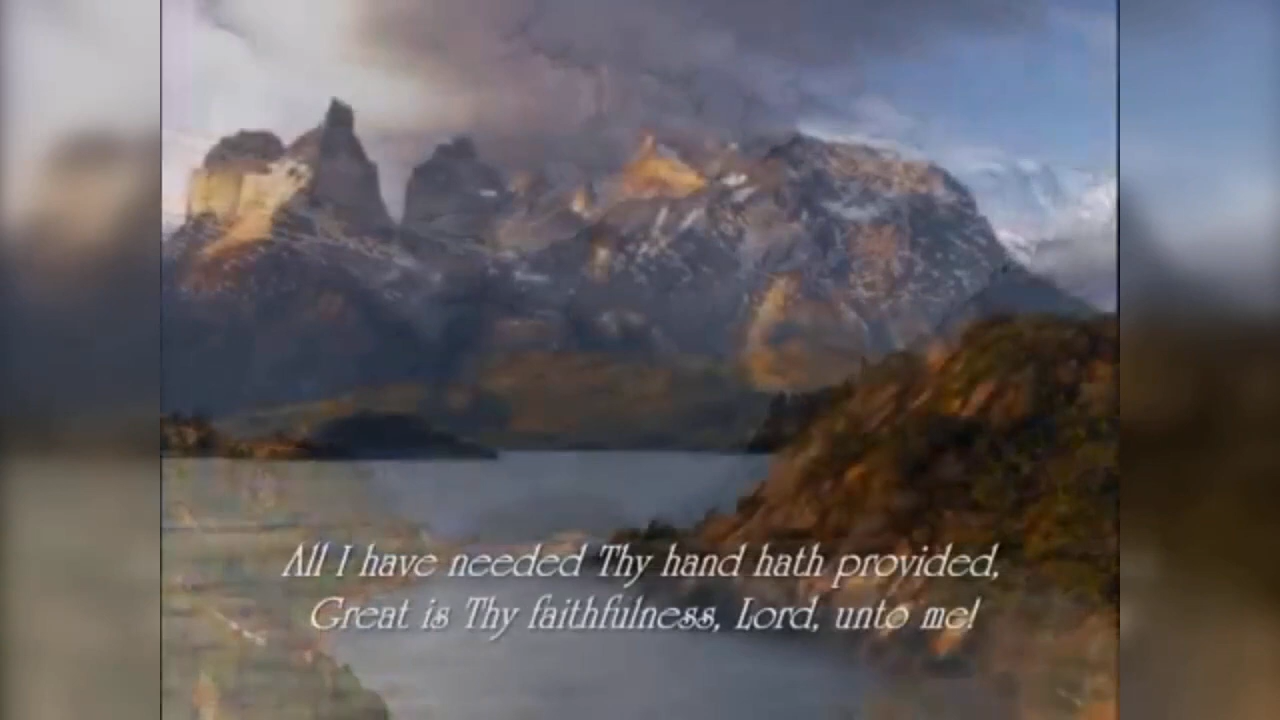 All I have needed Thy hand hath provided,
Great is Thy faithfulness, Lord, unto me!